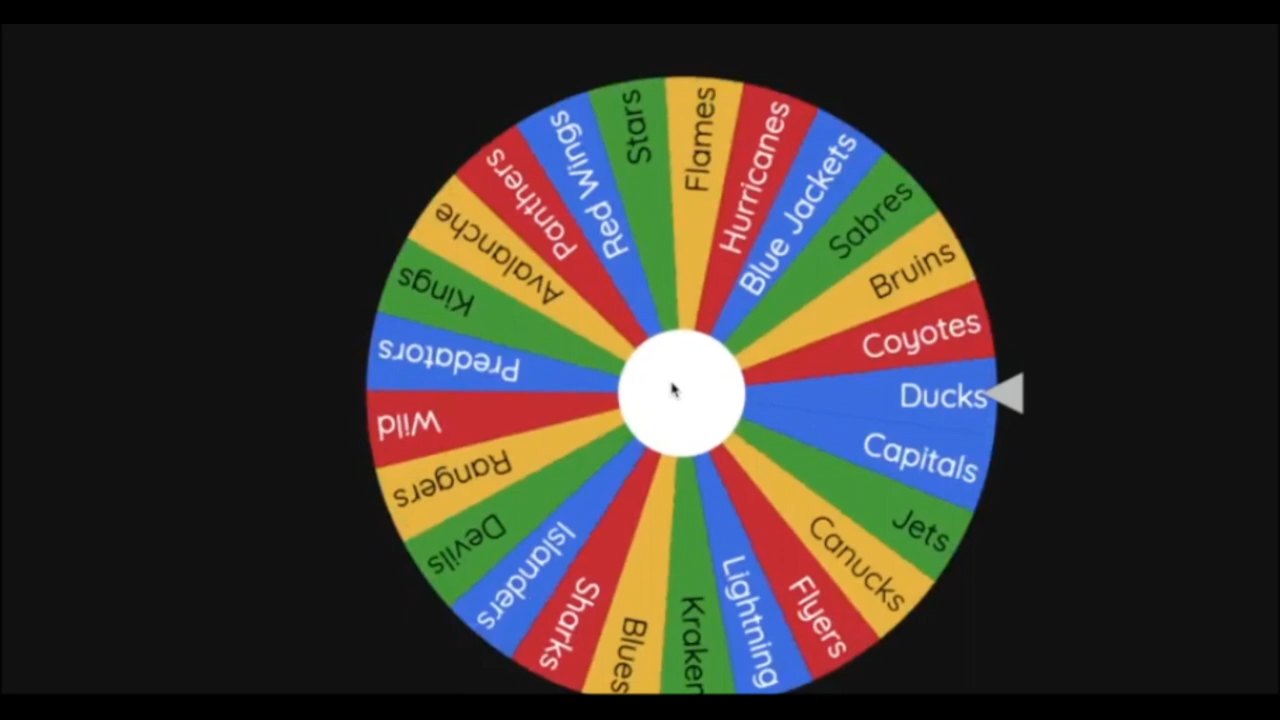 Ducks
Capitals
Jets
Canucks
Flyers
Lightning
Kraken
Blues
Sharks
Islanders
Devils
Rangers
Wild
Predators
Kings
Avalanche
Panthers
Red Wings
Stars
Flames
Hurricanes
Blue Jackets
Sabres
Bruins
Coyotes